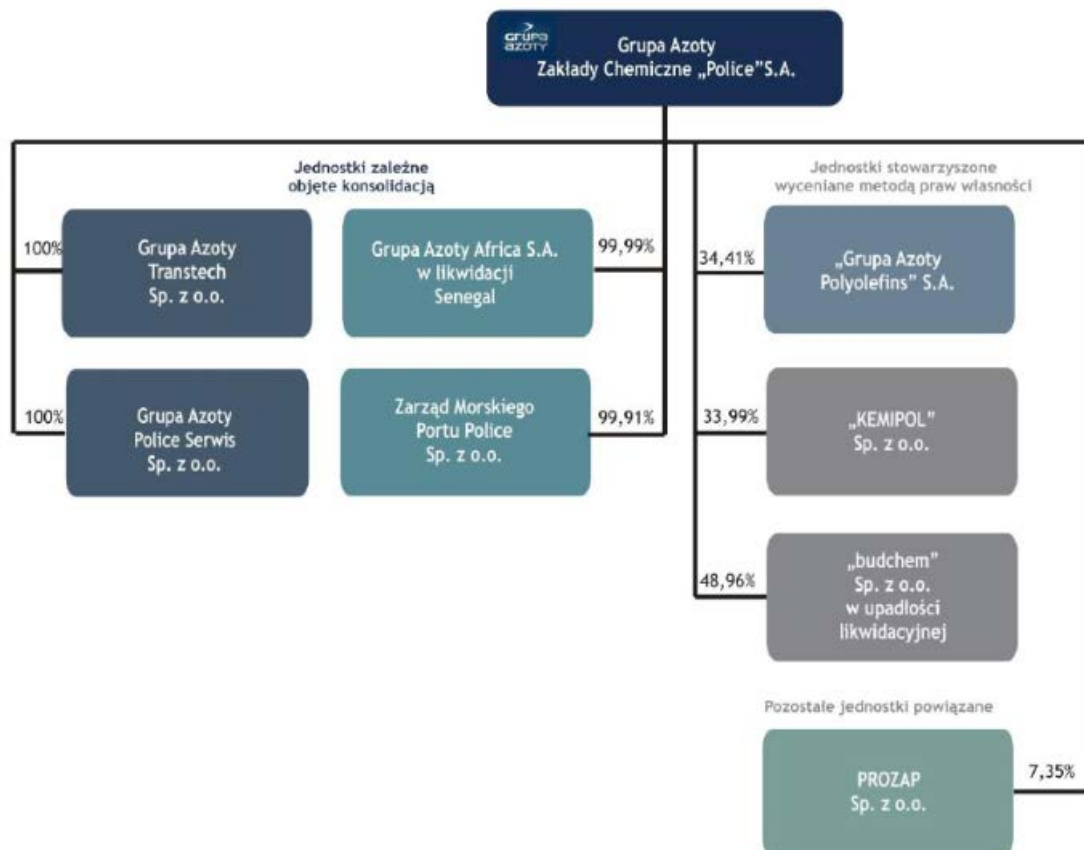 GRUPA
AZOTY
Grupa Azoty
Zakłady Chemiczne „Police”S.A.
Jednostki zależne
objęte konsolidacją
Jednostki stowarzyszone
wyceniane metodą praw własności
100%
Grupa Azoty
Transtech
Sp. z o.o.
Grupa Azoty Africa S.A.
w likwidacji
Senegal
99,99%
34,41%
„Grupa Azoty
Polyolefins” S.A.
100%
Grupa Azoty
Police Serwis
Sp. z o.o.
Zarząd Morskiego
Portu Police
Sp. z o.o.
99,91%
33,99%
„KEMIPOL”
Sp. z o.o.
48,96%
„budchem”
Sp. z o.o.
w upadłości
likwidacyjnej
Pozostałe jednostki powiązane
PROZAP
Sp. z o.o.
7,35%